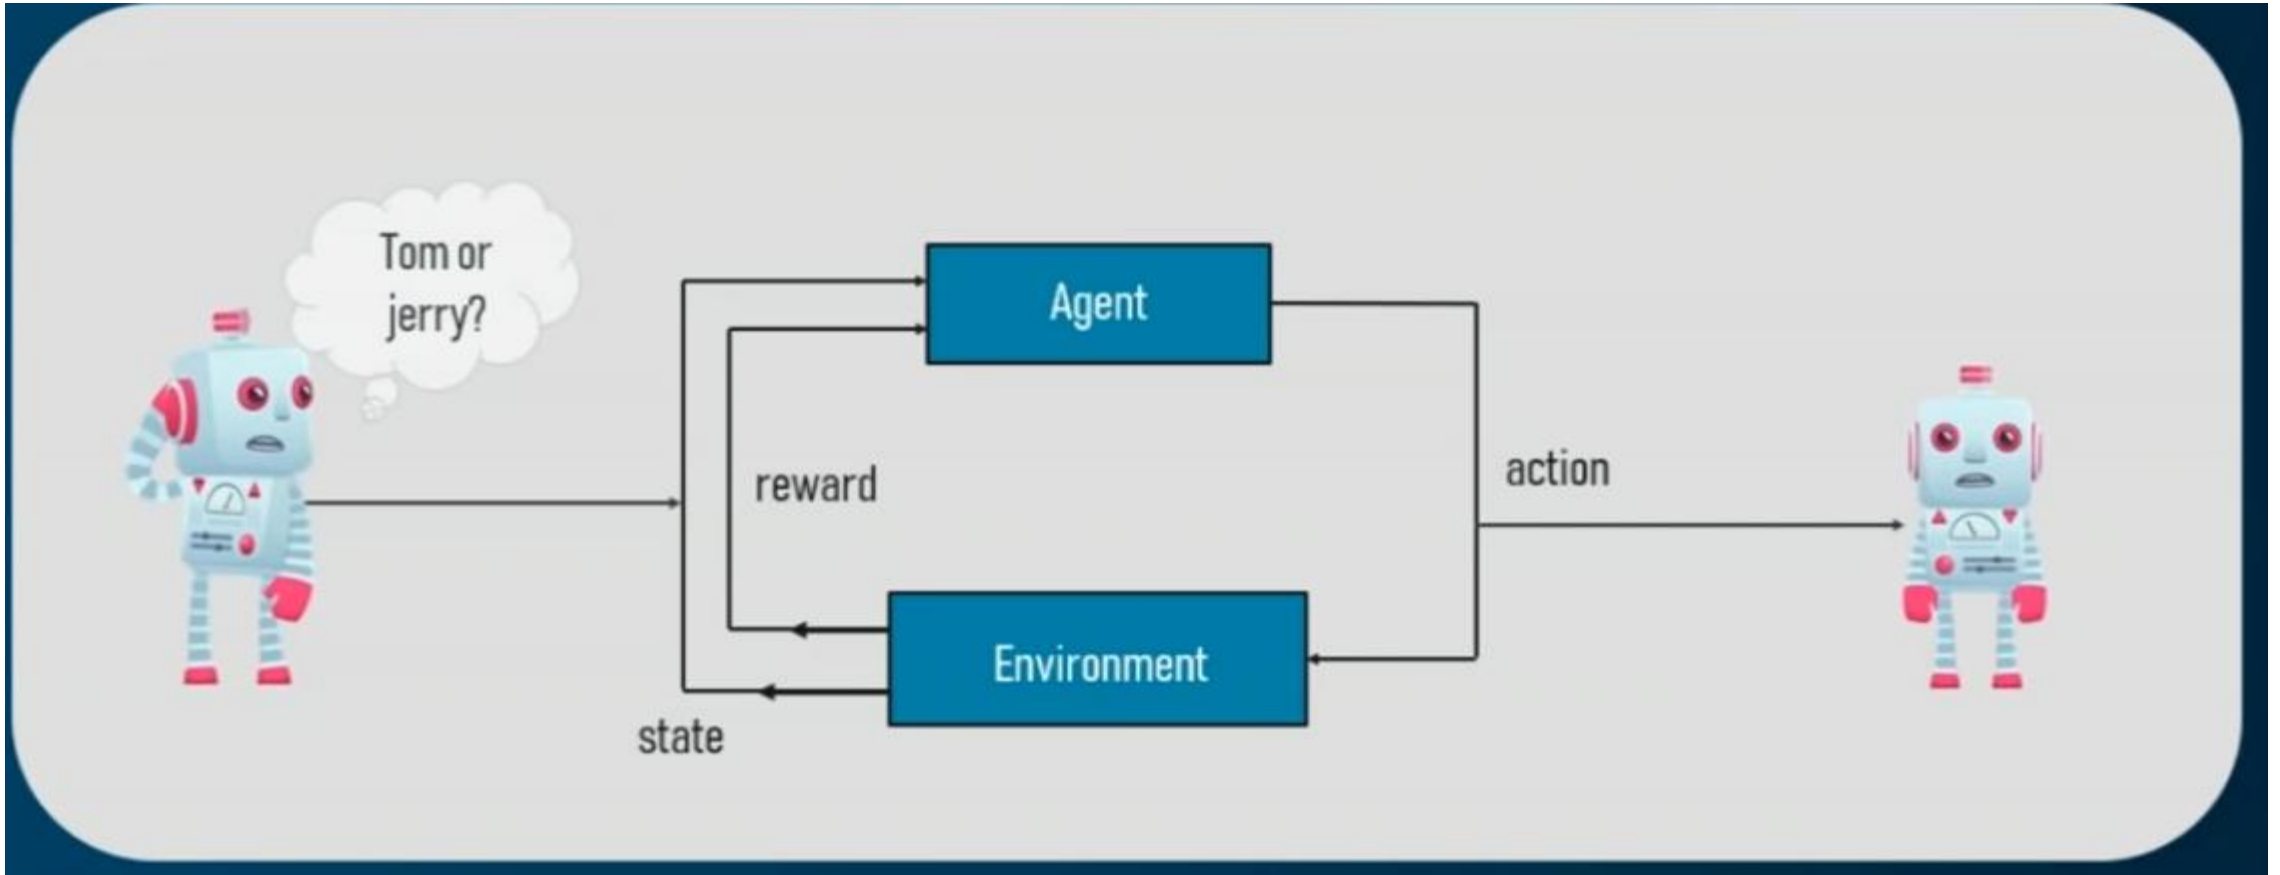 Tom or
jerry?
Agent
reward
action
Environment
state